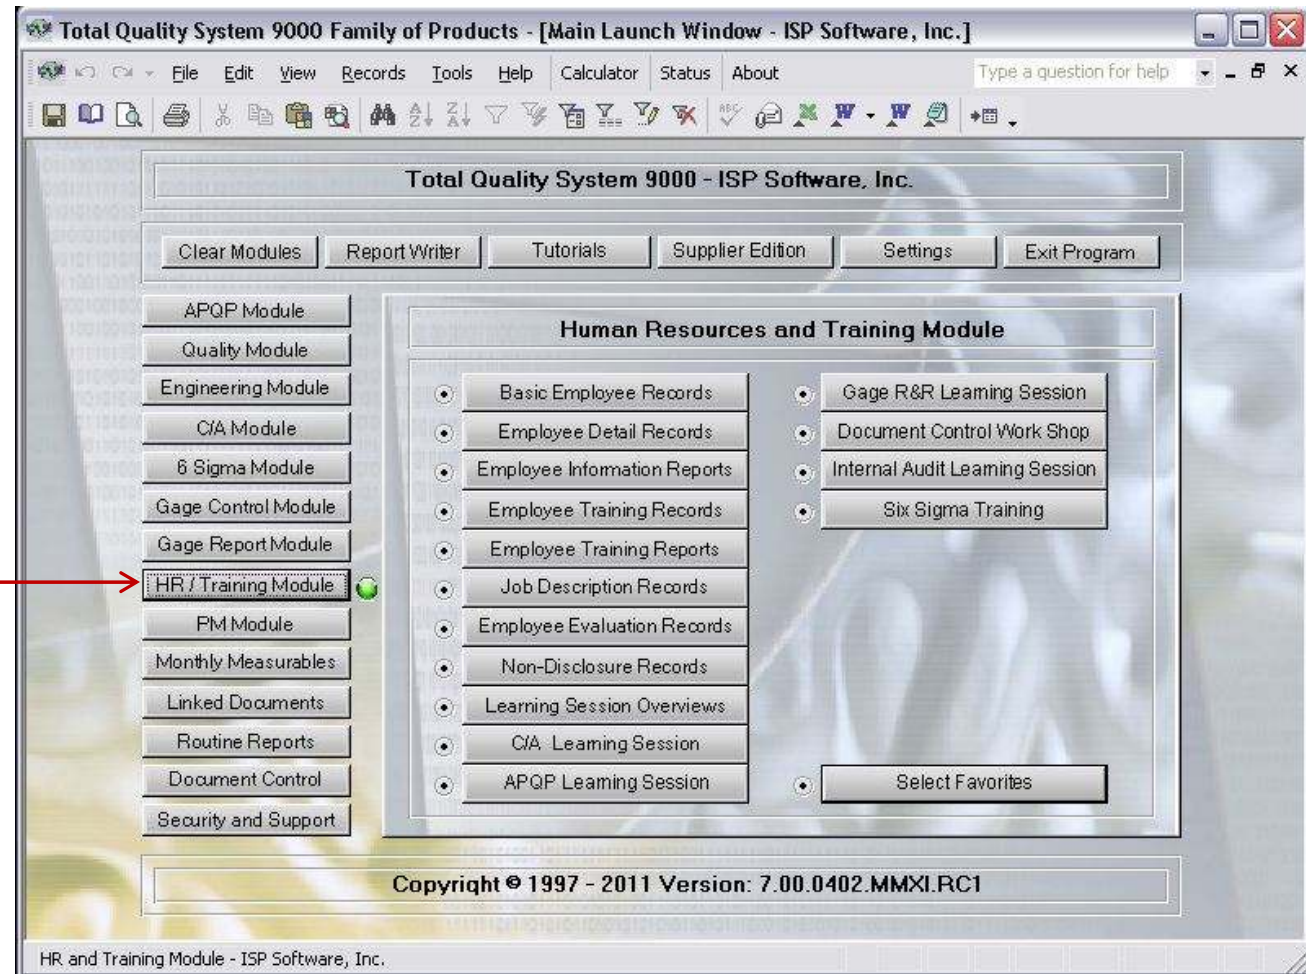 Total Quality System 9000 Family of Products - [Main Launch Window - ISP Software, Inc.]
File Edit View Records Tools Help Calculator Status About Type a question for help
Total Quality System 9000 - ISP Software, Inc.
Clear Modules Report Writer Tutorials Supplier Edition Settings Exit Program
APQP Module
Quality Module
Engineering Module
C/A Module
6 Sigma Module
Gage Control Module
Gage Report Module
HR / Training Module
PM Module
Monthly Measurables
Linked Documents
Routine Reports
Document Control
Security and Support
Human Resources and Training Module
Basic Employee Records
Employee Detail Records
Employee Information Reports
Employee Training Records
Employee Training Reports
Job Description Records
Employee Evaluation Records
Non-Disclosure Records
Learning Session Overviews
C/A Learning Session
APQP Learning Session
Gage R&R Learning Session
Document Control Work Shop
Internal Audit Learning Session
Six Sigma Training
Select Favorites
Copyright © 1997 - 2011 Version: 7.00.0402.MMXI.RC1
HR and Training Module - ISP Software, Inc.